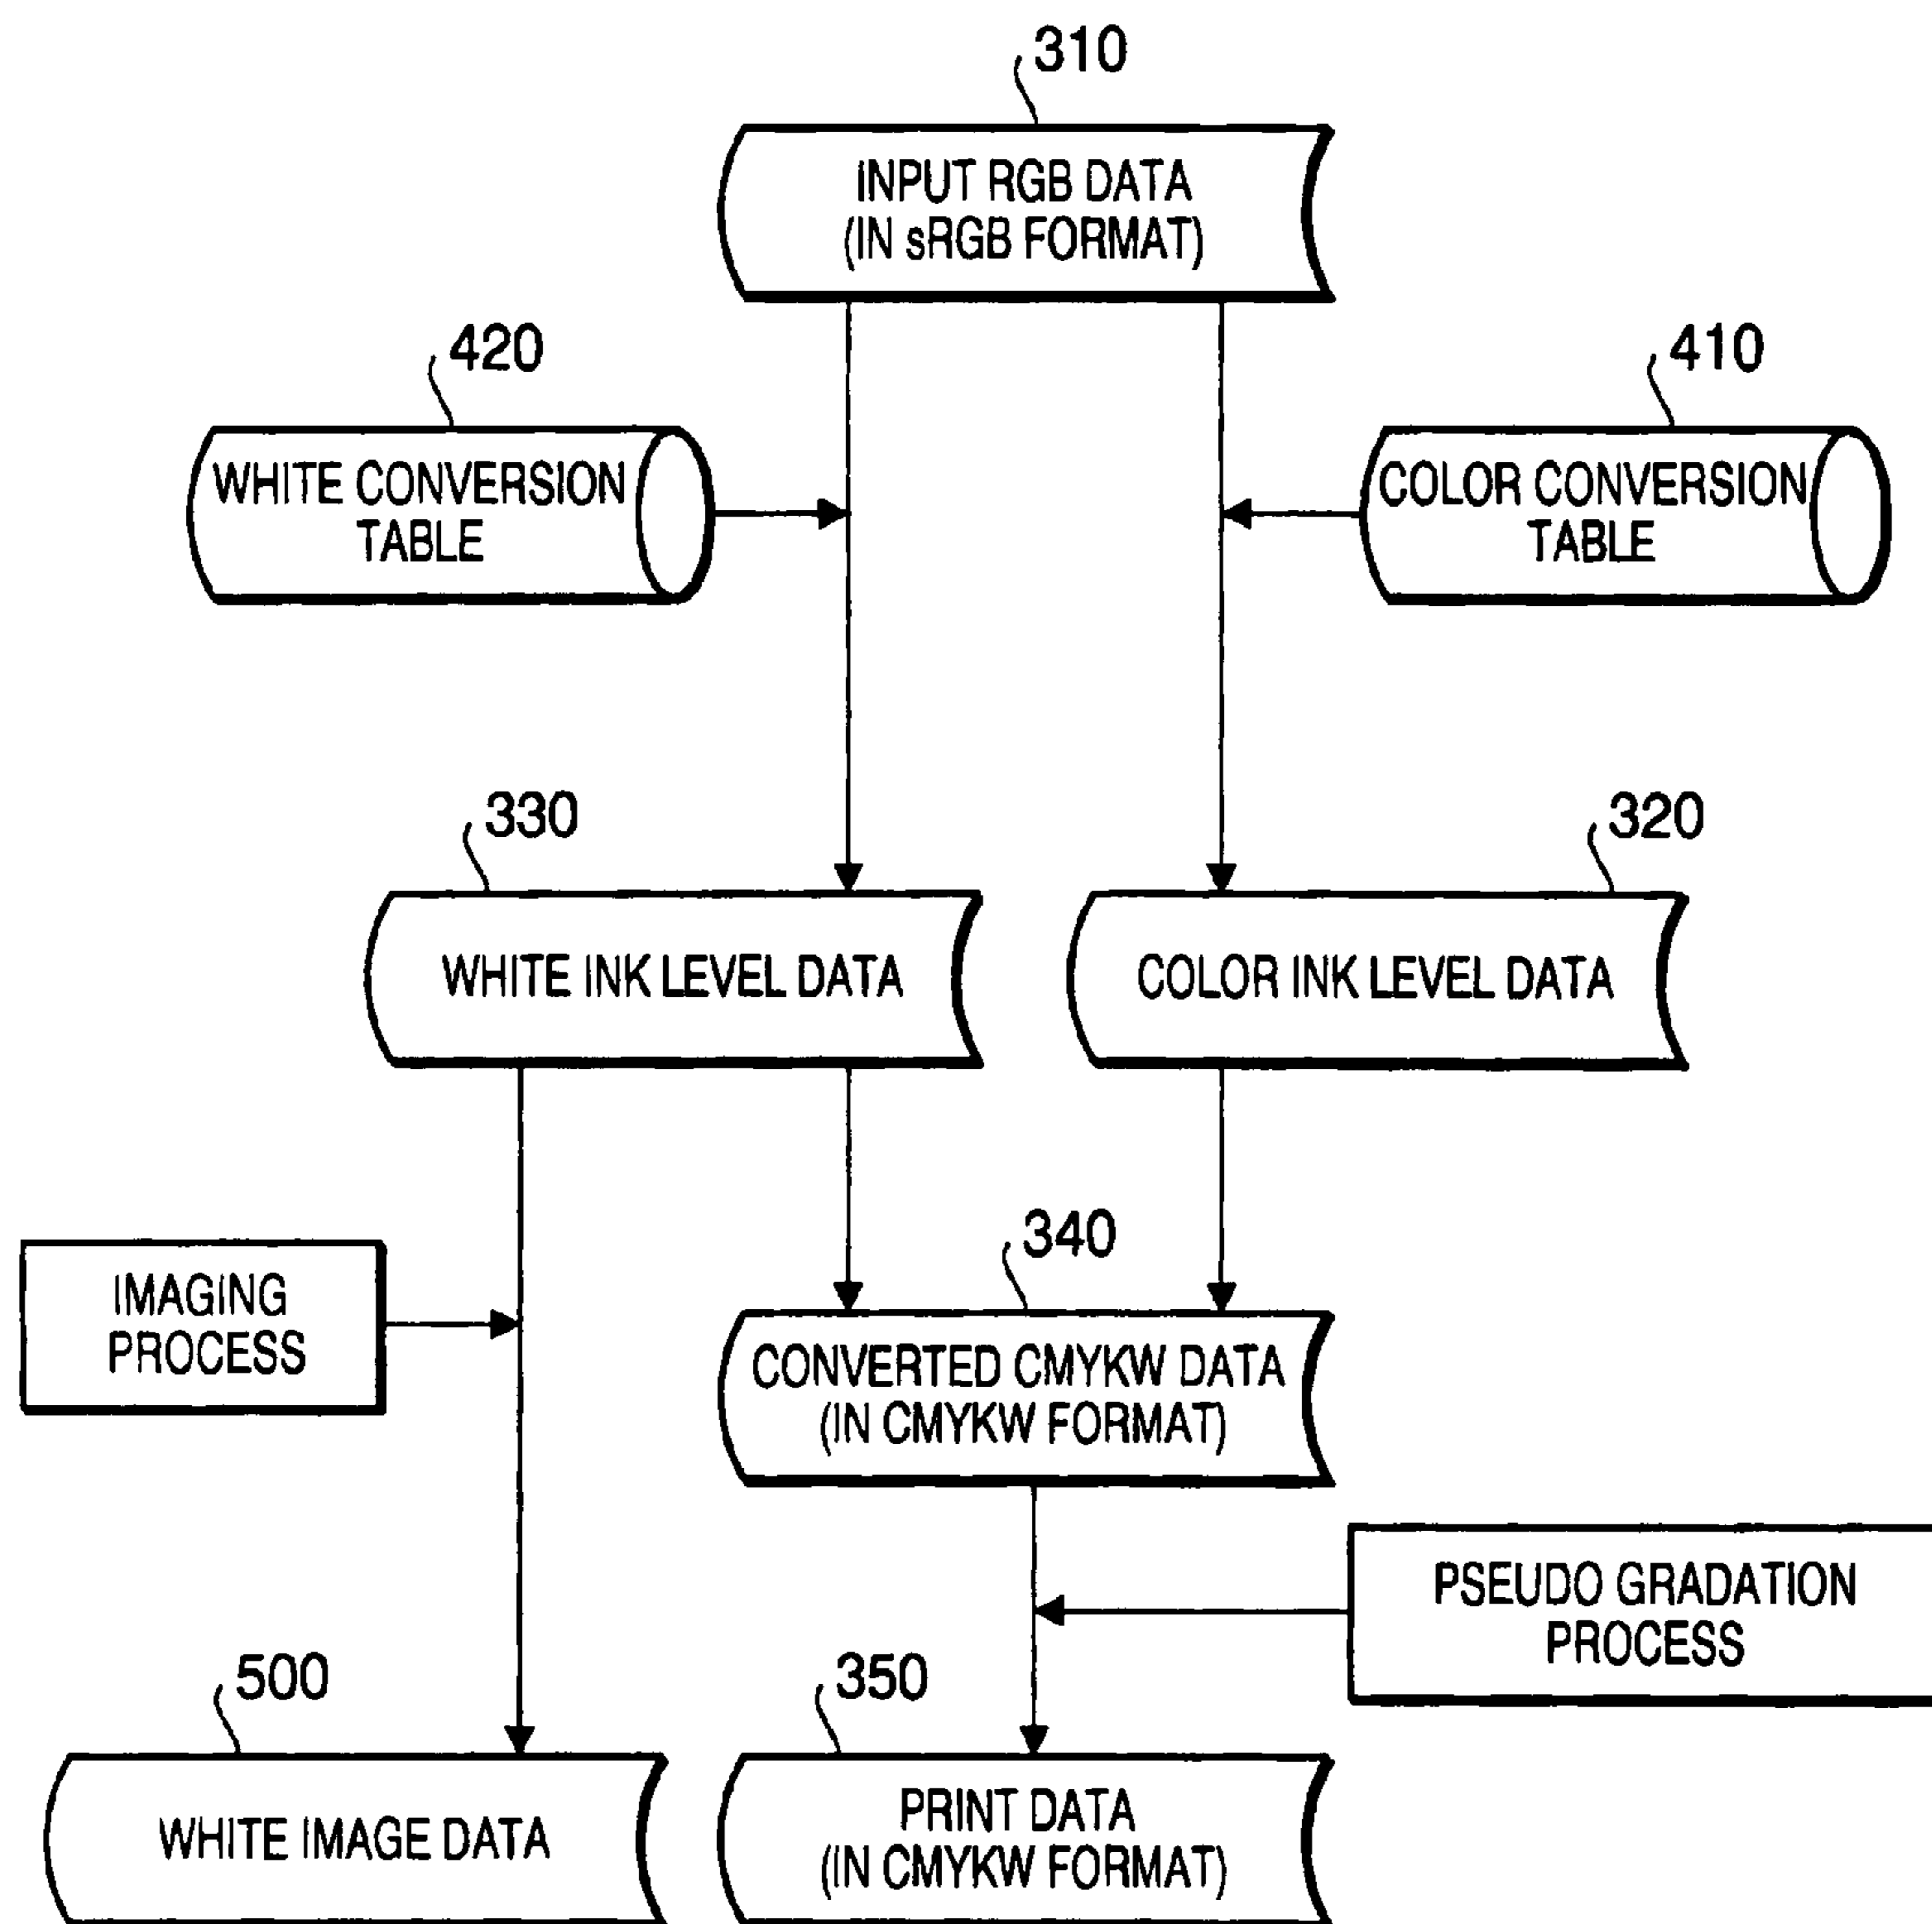 310
INPUT RGB DATA
(IN sRGB FORMAT)
420
410
WHITE CONVERSION
TABLE
COLOR CONVERSION
TABLE
330
320
WHITE INK LEVEL DATA
COLOR INK LEVEL DATA
340
IMAGING
PROCESS
CONVERTED CMYKW DATA
(IN CMYKW FORMAT)
PSEUDO GRADATION
PROCESS
500
350
WHITE IMAGE DATA
PRINT DATA
(IN CMYKW FORMAT)